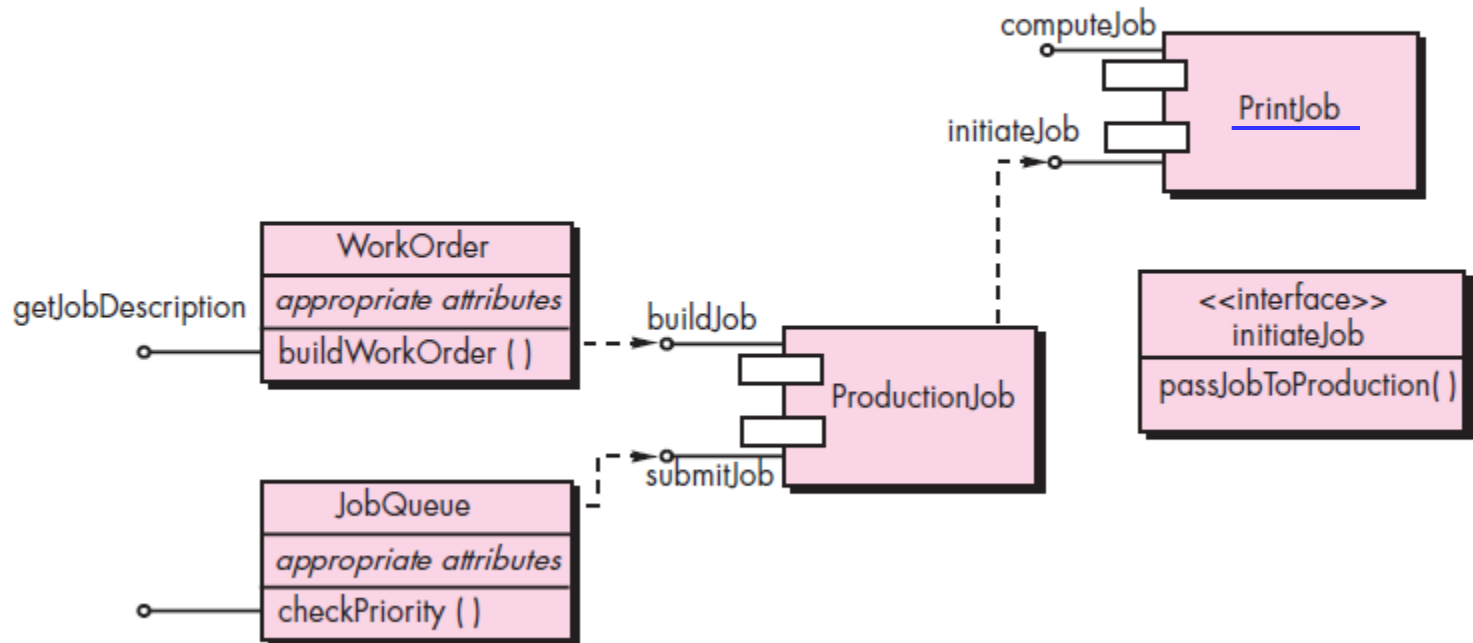 computeJob
PrintJob
initiateJob
WorkOrder
appropriate attributes
buildWorkOrder ( )
getJobDescription
buildJob
ProductionJob
submitJob
<<interface>>
initiateJob
passJobToProduction( )
JobQueue
appropriate attributes
checkPriority ( )